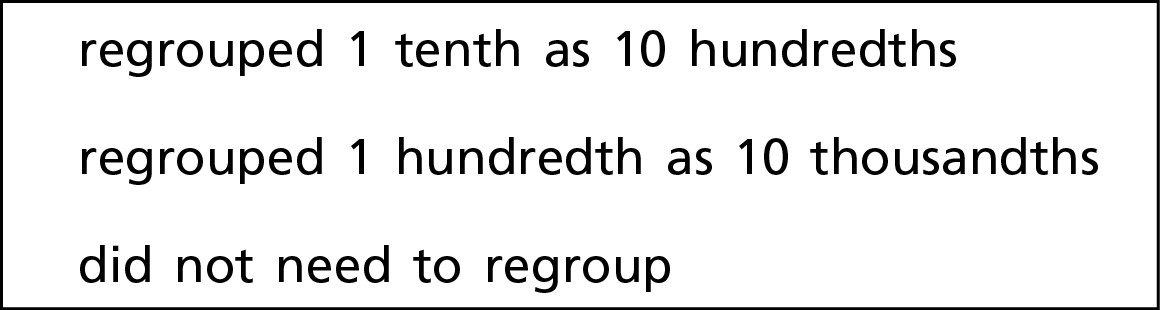 regrouped 1 tenth as 10 hundredths
regrouped 1 hundredth as 10 thousandths
did not need to regroup